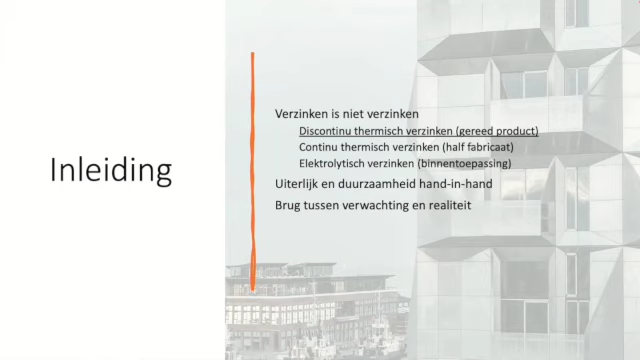 Inleiding
Verzinken is niet verzinken
Discontinu thermisch verzinken (gereed product)
Continu thermisch verzinken (half fabricaat)
Elektrolytisch verzinken (binnentoepassing)
Uiterlijk en duurzaamheid hand-in-hand
Brug tussen verwachting en realiteit